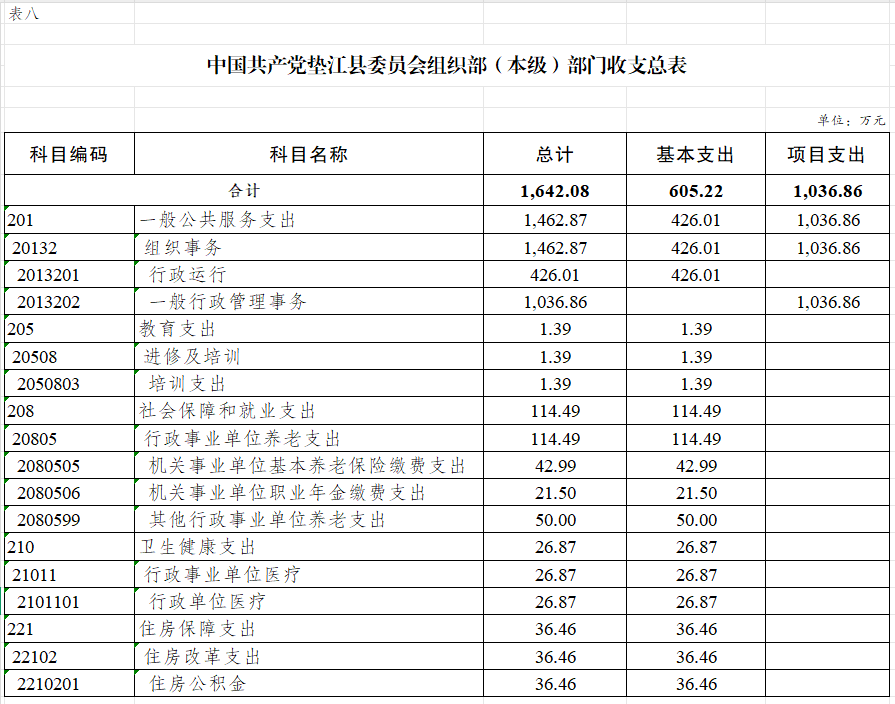 表八
中国共产党垫江县委员会组织部（本级）部门收支总表
单位：万元
科目编码 科目名称 总计 基本支出 项目支出
合计 1,642.08 605.22 1,036.86
201 一般公共服务支出 1,462.87 426.01 1,036.86
20132 组织事务 1,462.87 426.01 1,036.86
2013201 行政运行 426.01 426.01
2013202 一般行政管理事务 1,036.86 1,036.86
205 教育支出 1.39 1.39
20508 进修及培训 1.39 1.39
2050803 培训支出 1.39 1.39
208 社会保障和就业支出 114.49 114.49
20805 行政事业单位养老支出 114.49 114.49
2080505 机关事业单位基本养老保险缴费支出 42.99 42.99
2080506 机关事业单位职业年金缴费支出 21.50 21.50
2080599 其他行政事业单位养老支出 50.00 50.00
210 卫生健康支出 26.87 26.87
21011 行政事业单位医疗 26.87 26.87
2101101 行政单位医疗 26.87 26.87
221 住房保障支出 36.46 36.46
22102 住房改革支出 36.46 36.46
2210201 住房公积金 36.46 36.46